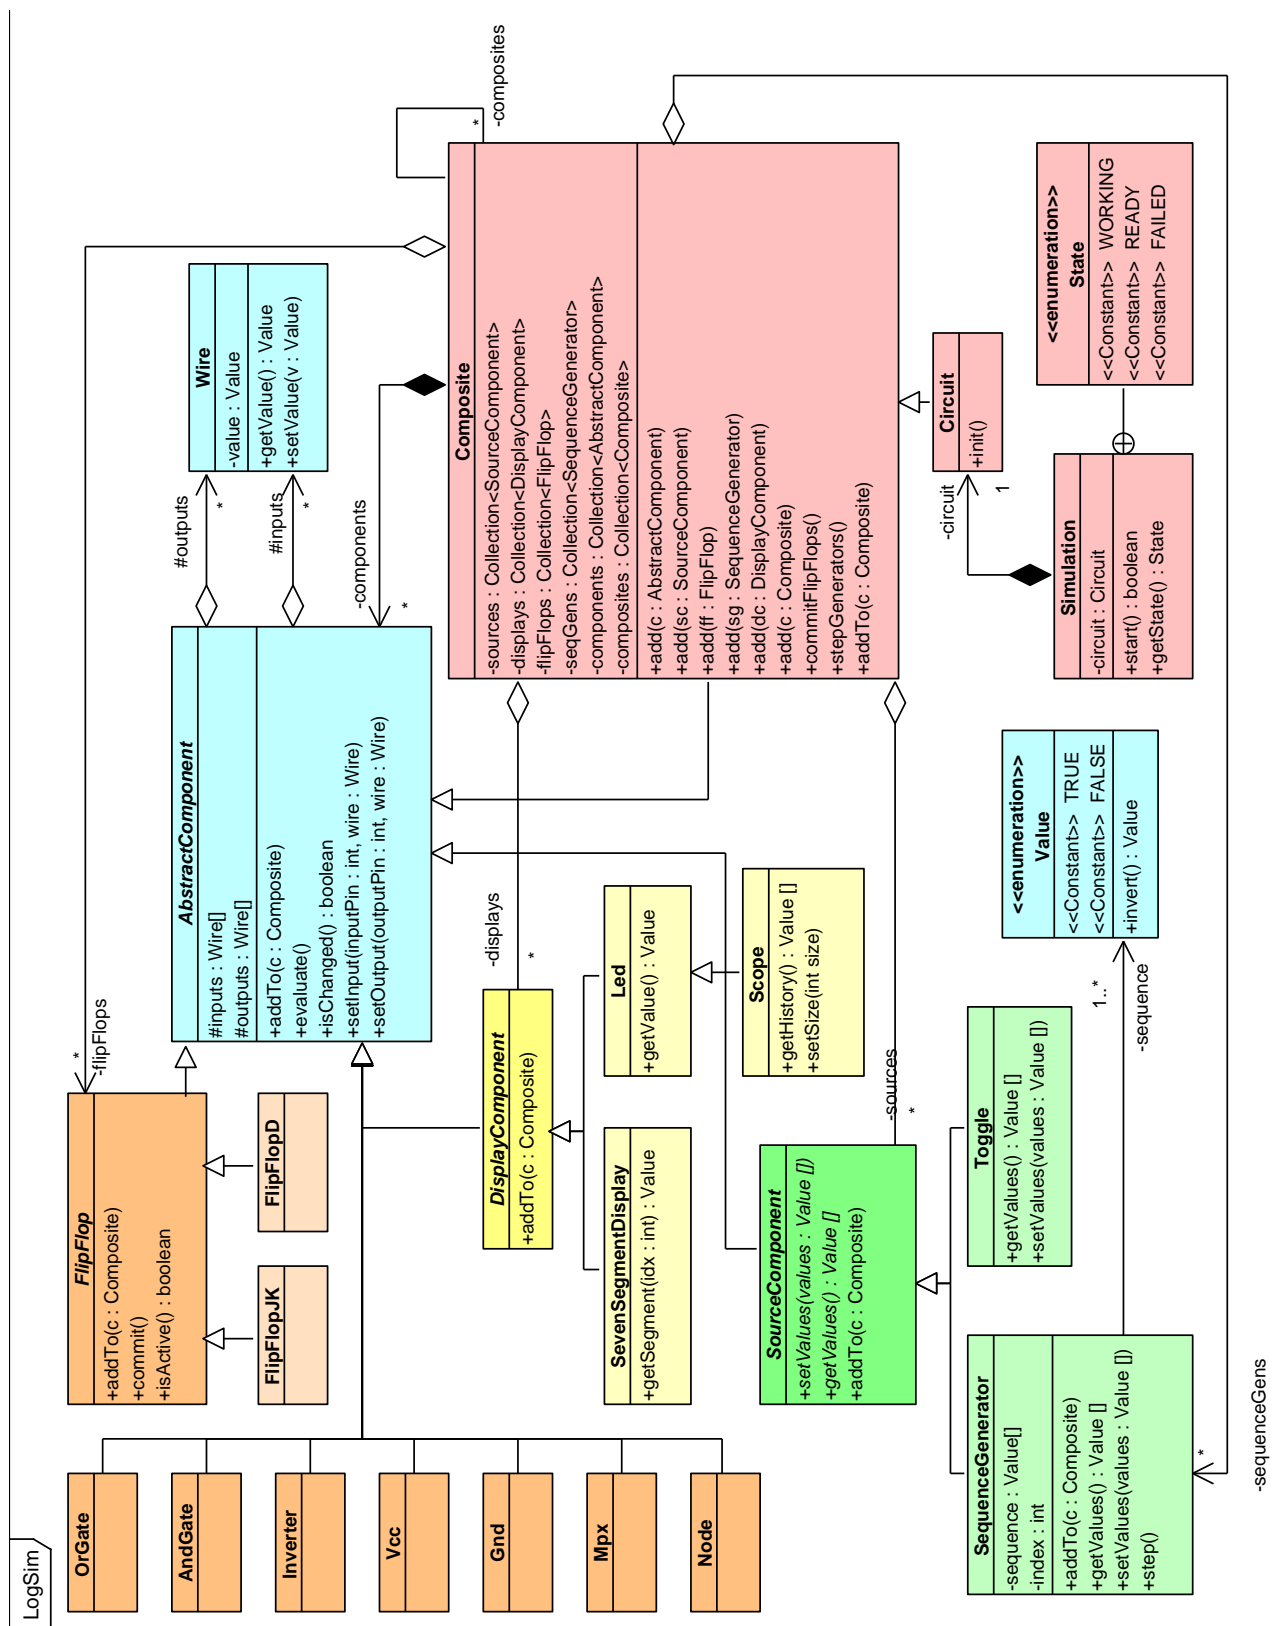 LogSim
OrGate
AndGate
Inverter
Vcc
Gnd
Mpx
Node
FlipFlop
+addTo(c : Composite)
+commit()
+isActive() : boolean
FlipFlopJK
FlipFlopD
*
-flipFlops
AbstractComponent
#inputs : Wire[]
#outputs : Wire[]
+addTo(c : Composite)
+evaluate()
+isChanged() : boolean
+setInput(inputPin : int, wire : Wire)
+setOutput(outputPin : int, wire : Wire)
#outputs
*
#inputs
*
Wire
-value : Value
+getValue() : Value
+setValue(v : Value)
-components
*
-composites
*
Composite
-sources : Collection<SourceComponent>
-displays : Collection<DisplayComponent>
-flipFlops : Collection<FlipFlop>
-seqGens : Collection<SequenceGenerator>
-components : Collection<AbstractComponent>
-composites : Collection<Composite>
+add(c : AbstractComponent)
+add(sc : SourceComponent)
+add(ff : FlipFlop)
+add(sg : SequenceGenerator)
+add(dc : DisplayComponent)
+add(c : Composite)
+commitFlipFlops()
+stepGenerators()
+addTo(c : Composite)
DisplayComponent
+addTo(c : Composite)
-displays
*
SevenSegmentDisplay
+getSegment(idx : int) : Value
Led
+getValue() : Value
Scope
+getHistory() : Value []
+setSize(int size)
SourceComponent
+setValues(values : Value [])
+getValues() : Value []
+addTo(c : Composite)
-sources
*
SequenceGenerator
-sequence : Value[]
-index : int
+addTo(c : Composite)
+getValues() : Value []
+setValues(values : Value [])
+step()
Toggle
+getValues() : Value []
+setValues(values : Value [])
1..*
-sequence
<<enumeration>>
Value
<<Constant>> TRUE
<<Constant>> FALSE
+invert() : Value
Circuit
+init()
-circuit
1
Simulation
-circuit : Circuit
+start() : boolean
+getState() : State
<<enumeration>>
State
<<Constant>> WORKING
<<Constant>> READY
<<Constant>> FAILED
*
-sequenceGens